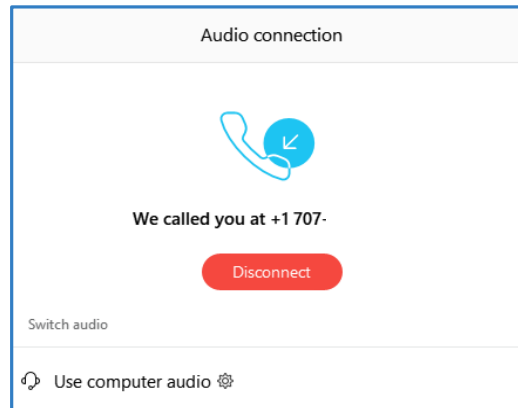 Audio connection
We called you at +1 707-
Disconnect
Switch audio
Use computer audio